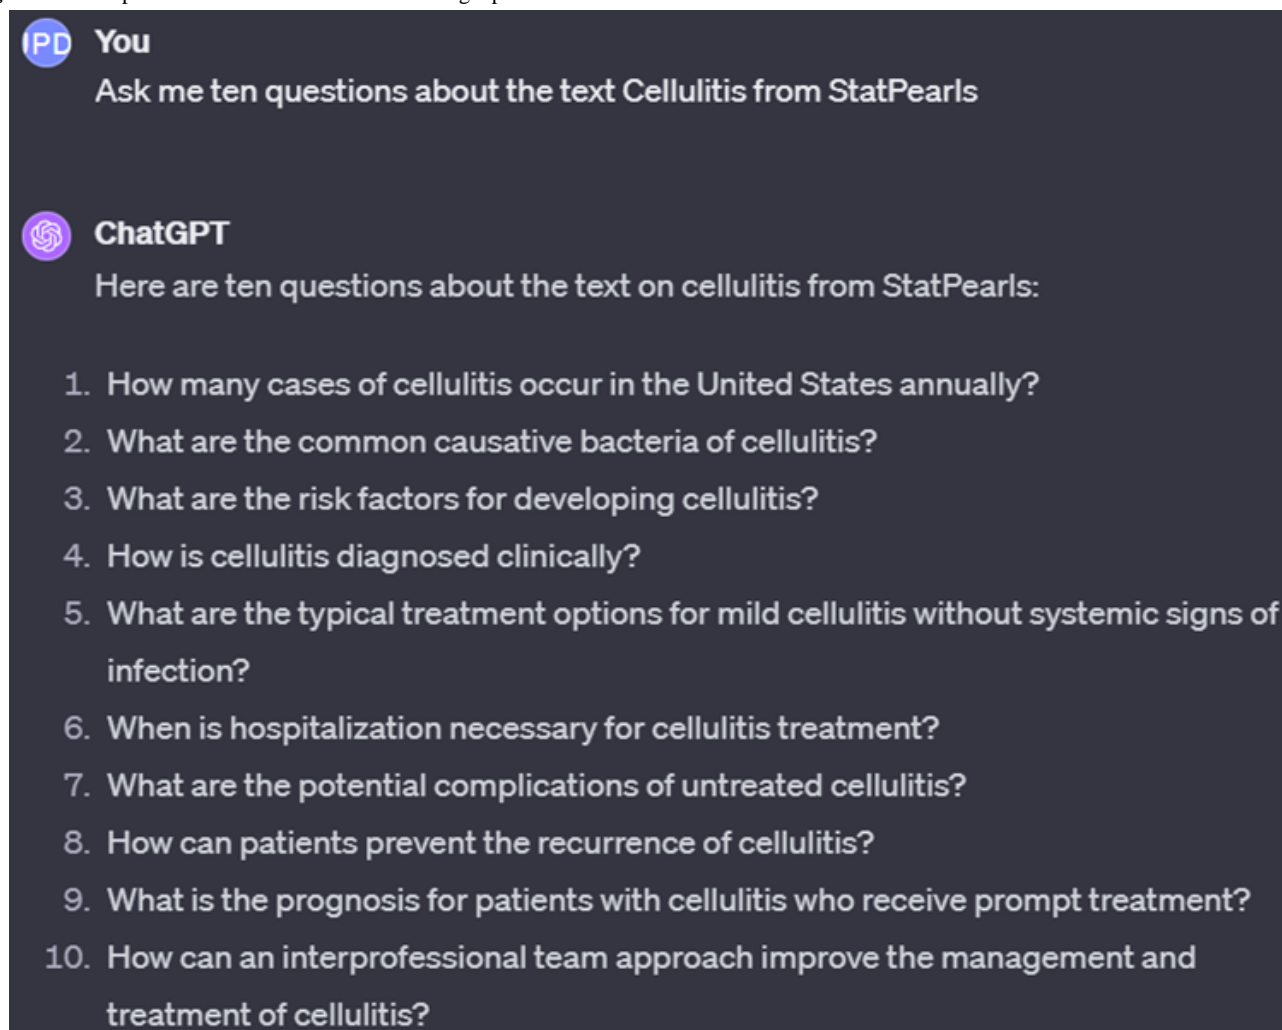 PD
You
Ask me ten questions about the text Cellulitis from StatPearls
ChatGPT
Here are ten questions about the text on cellulitis from StatPearls:
1. How many cases of cellulitis occur in the United States annually?
2. What are the common causative bacteria of cellulitis?
3. What are the risk factors for developing cellulitis?
4. How is cellulitis diagnosed clinically?
5. What are the typical treatment options for mild cellulitis without systemic signs of
infection?
6. When is hospitalization necessary for cellulitis treatment?
7. What are the potential complications of untreated cellulitis?
8. How can patients prevent the recurrence of cellulitis?
9. What is the prognosis for patients with cellulitis who receive prompt treatment?
10. How can an interprofessional team approach improve the management and
treatment of cellulitis?